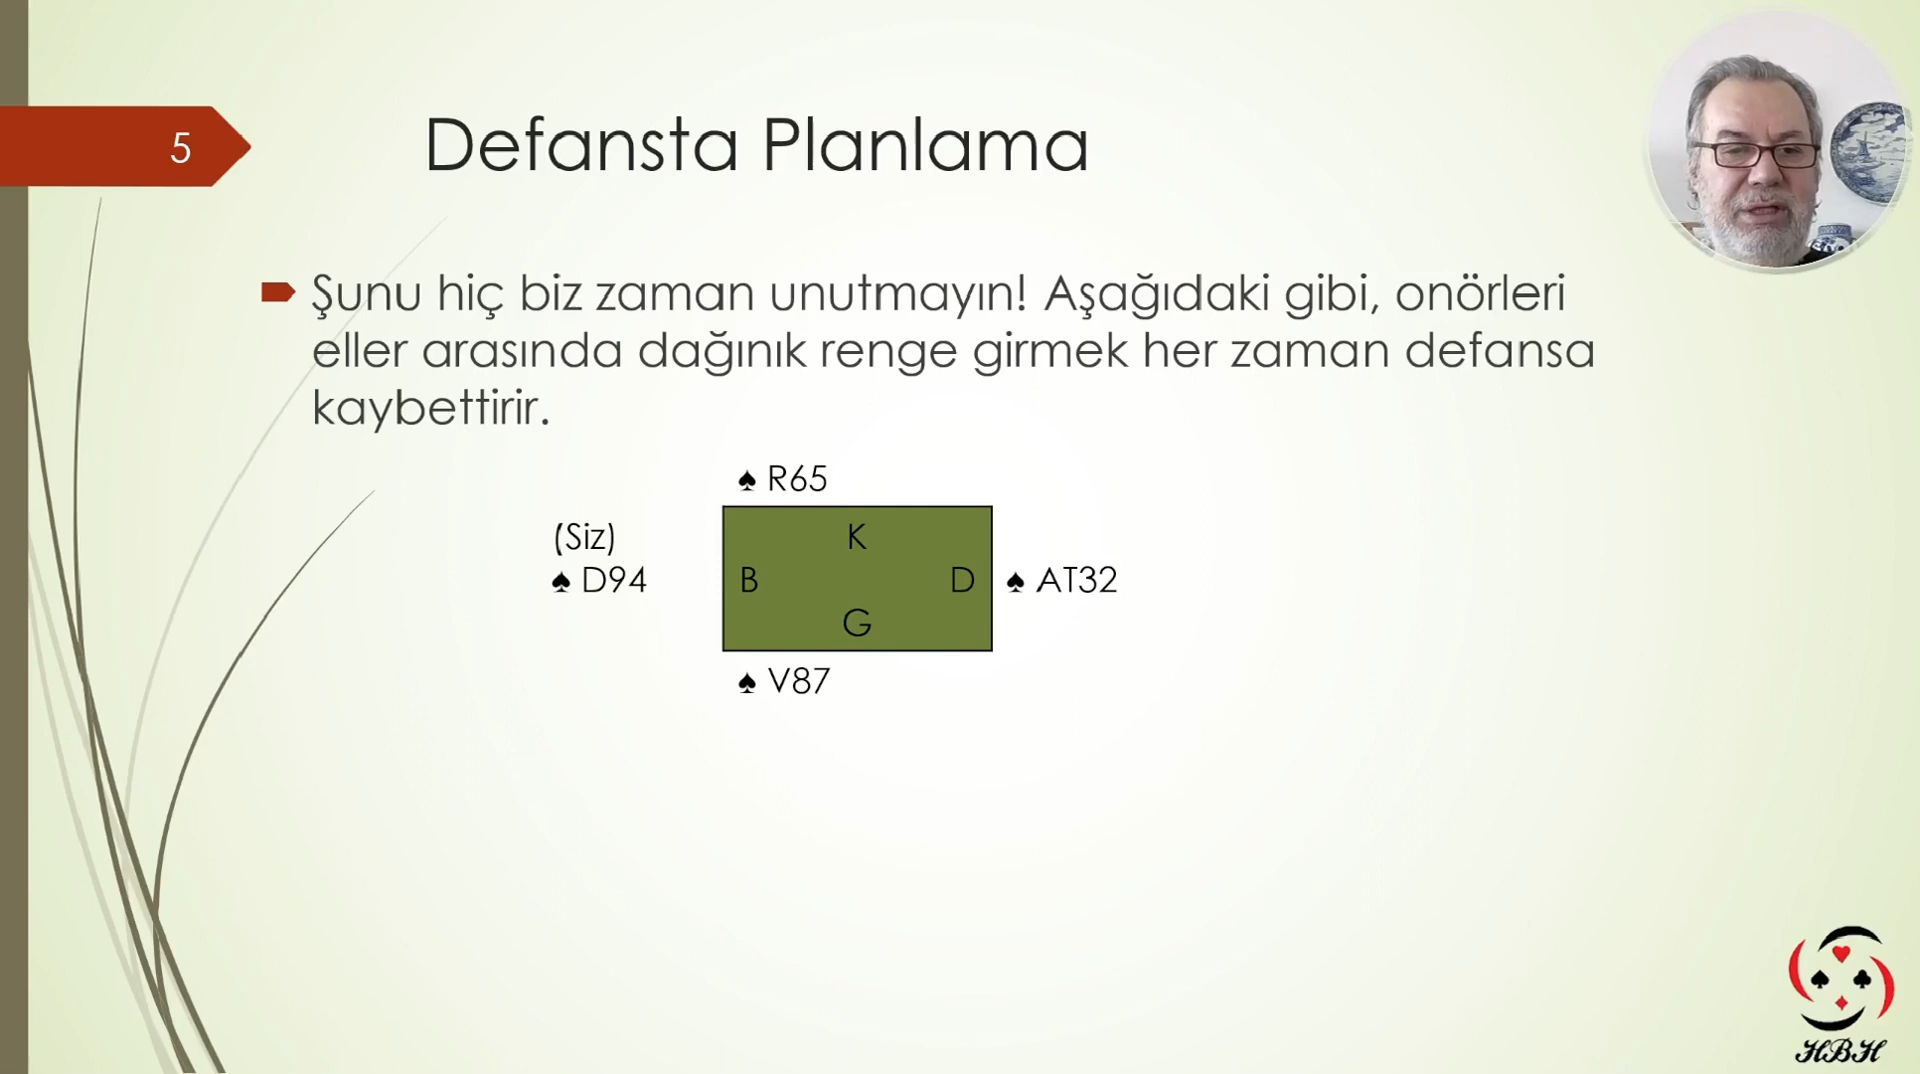 5
Defansta Planlama
Şunu hiç biz zaman unutmayın! Aşağıdaki gibi, onörleri
eller arasında dağınık renge girmek her zaman defansa
kaybettirir.
♠ R65
(Siz)
K
♠ D94
B
D
♠ AT32
G
♠ V87
HBH